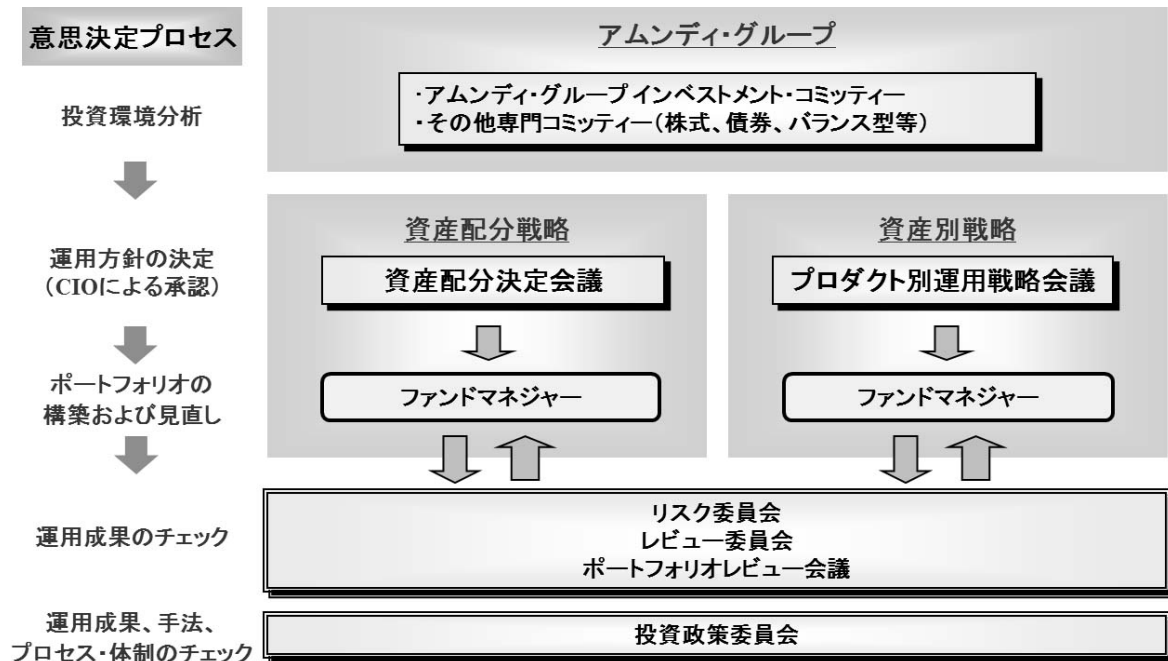 意思決定プロセス
アムンディ・グループ
投資環境分析
・アムンディ・グループ インベストメント・コミッティー
・その他専門コミッティー（株式、債券、バランス型等）
資産配分戦略
資産別戦略
運用方針の決定
（CIOによる承認）
資産配分決定会議
プロダクト別運用戦略会議
ポートフォリオの
構築および見直し
ファンドマネジャー
ファンドマネジャー
運用成果のチェック
リスク委員会
レビュー委員会
ポートフォリオレビュー会議
運用成果、手法、
プロセス・体制のチェック
投資政策委員会